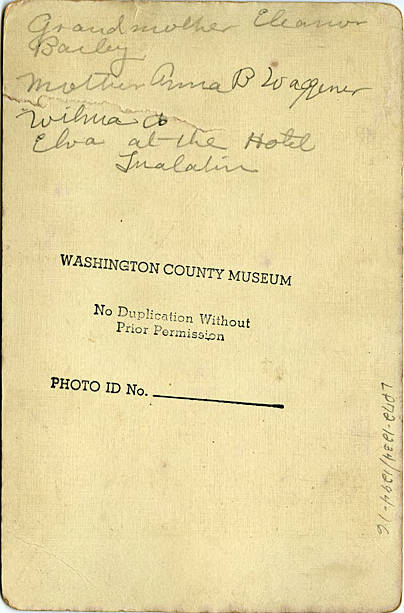 Grandmother Eleanor
Bailey
Mother Anna B Waggener
Wilma &
Elva at the Hotel
Tualatin
WASHINGTON COUNTY MUSEUM
No Duplication Without
Prior Permission
PHOTO ID No.